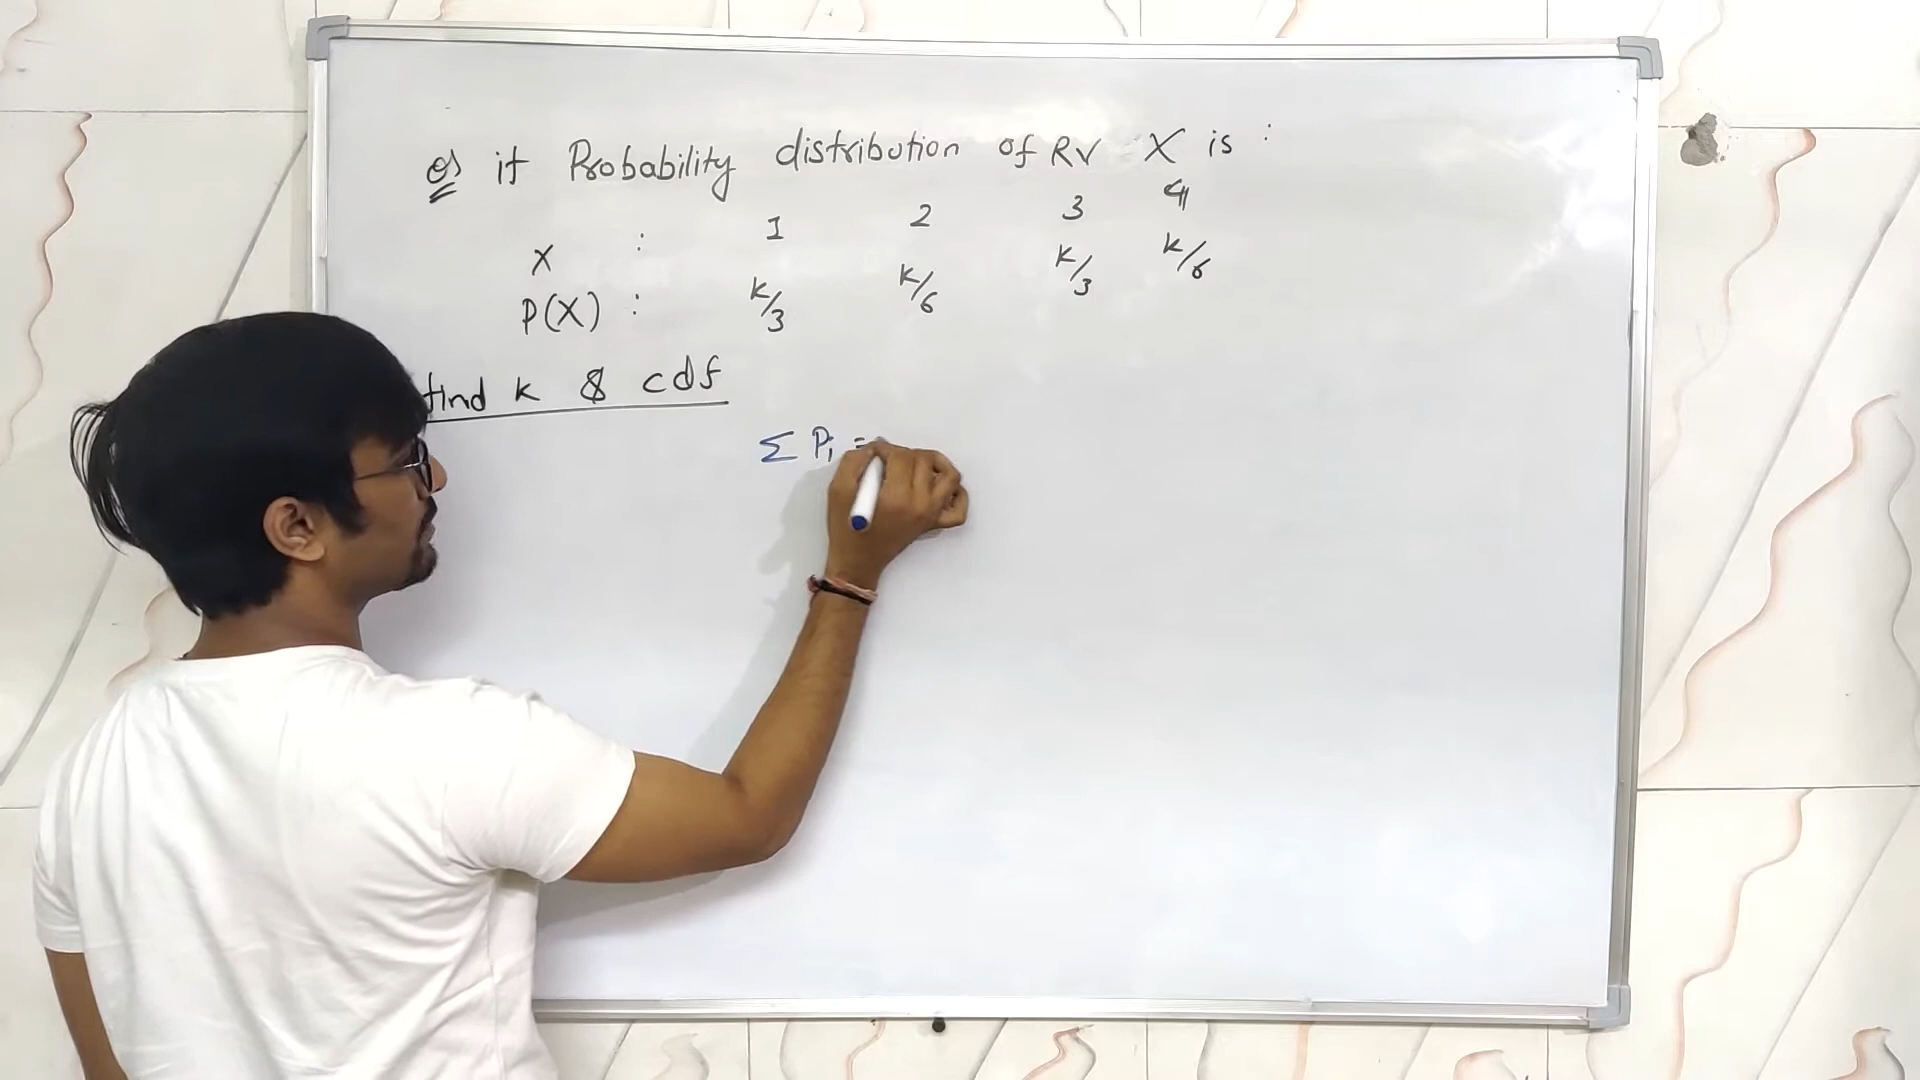 Q) if Probability distribution of RV X is :
X : 1 2 3 4
P(X) : K/3 K/6 K/3 K/6
find K & cdf
Σ Pi =